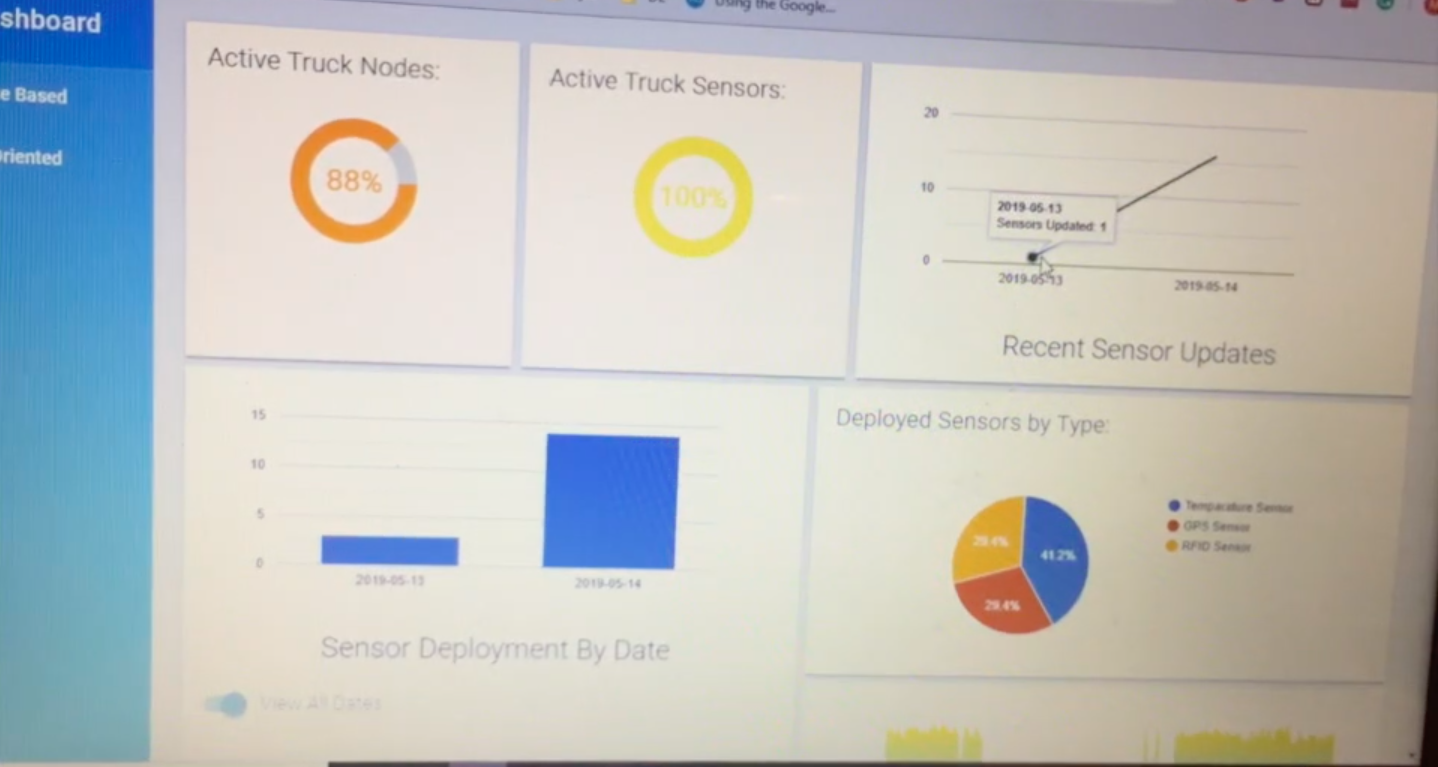 shboard
Using the Google...
e Based
riented
Active Truck Nodes:
88%
Active Truck Sensors:
100%
20
10
0
2019-05-13
Sensors Updated: 1
2019-05-13
2019-05-14
Recent Sensor Updates
15
10
5
0
2019-05-13
2019-05-14
Sensor Deployment By Date
View All Dates
Deployed Sensors by Type:
29.4%
41.2%
29.4%
Temperature Sensor
GPS Sensor
RFID Sensor